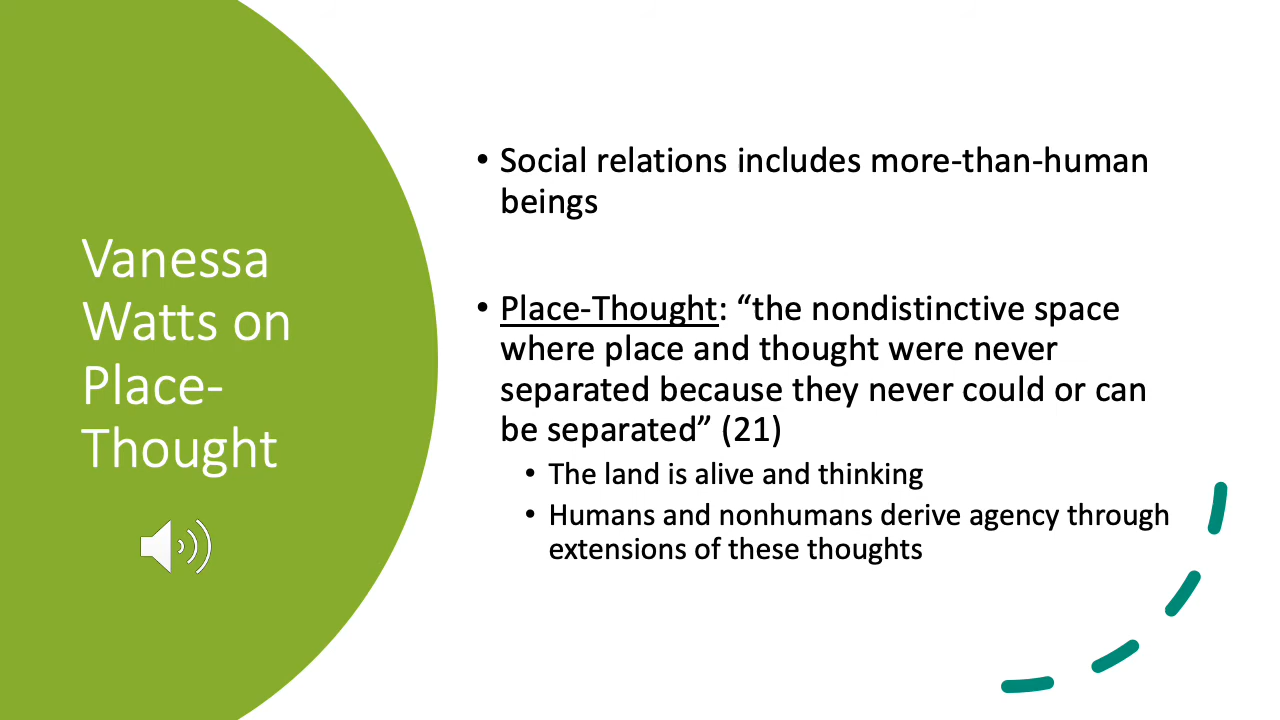 Vanessa
Watts on
Place-
Thought
• Social relations includes more-than-human
beings
• Place-Thought: “the nondistinctive space
where place and thought were never
separated because they never could or can
be separated” (21)
• The land is alive and thinking
• Humans and nonhumans derive agency through
extensions of these thoughts